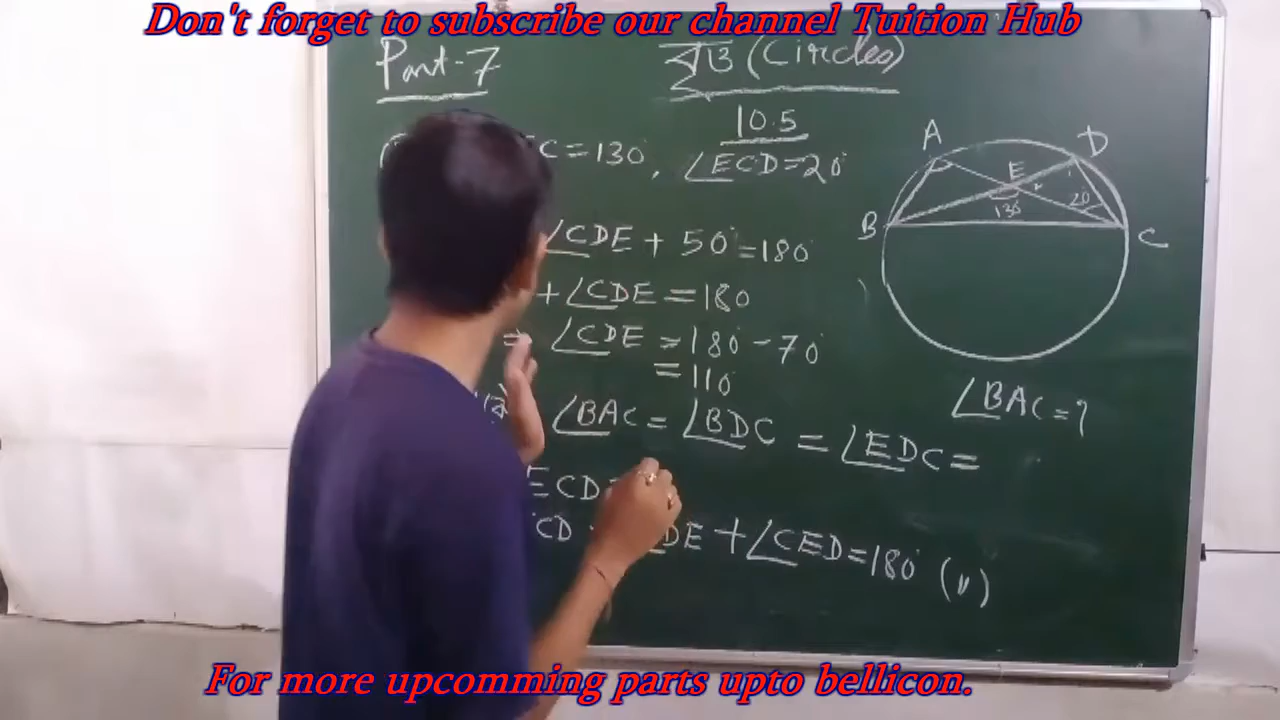 Don't forget to subscribe our channel Tuition Hub
Part-7
বৃত্ত (Circles)
10.5
C=130°, ∠ECD=20°
∠CDE + 50°=180°
+∠CDE =180
⇒ ∠CDE = 180°-70°
= 110°
∠BAC = ∠BDC = ∠EDC=
ECD
CD DE +∠CED=180°
A
D
E
B
130°
20°
C
∠BAC=?
For more upcomming parts upto bellicon.